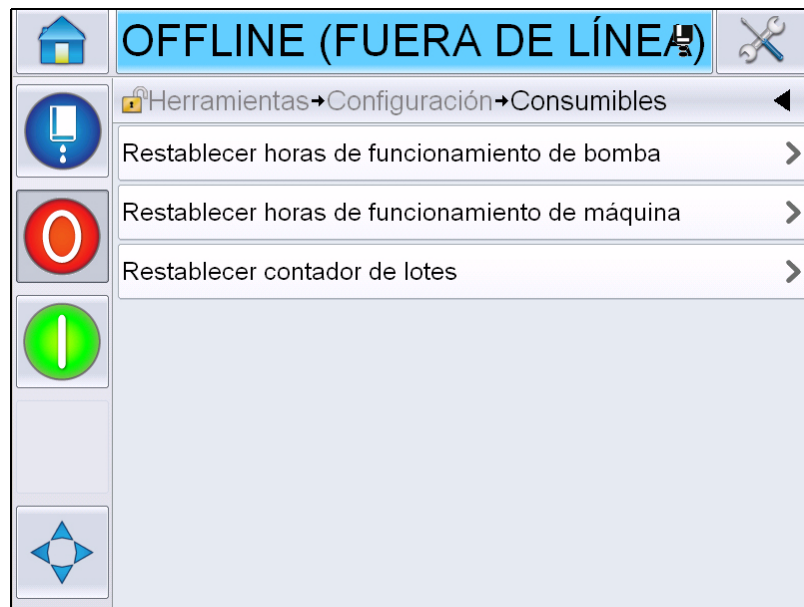 OFFLINE (FUERA DE LÍNEA)
Herramientas→Configuración→Consumibles
Restablecer horas de funcionamiento de bomba
Restablecer horas de funcionamiento de máquina
Restablecer contador de lotes